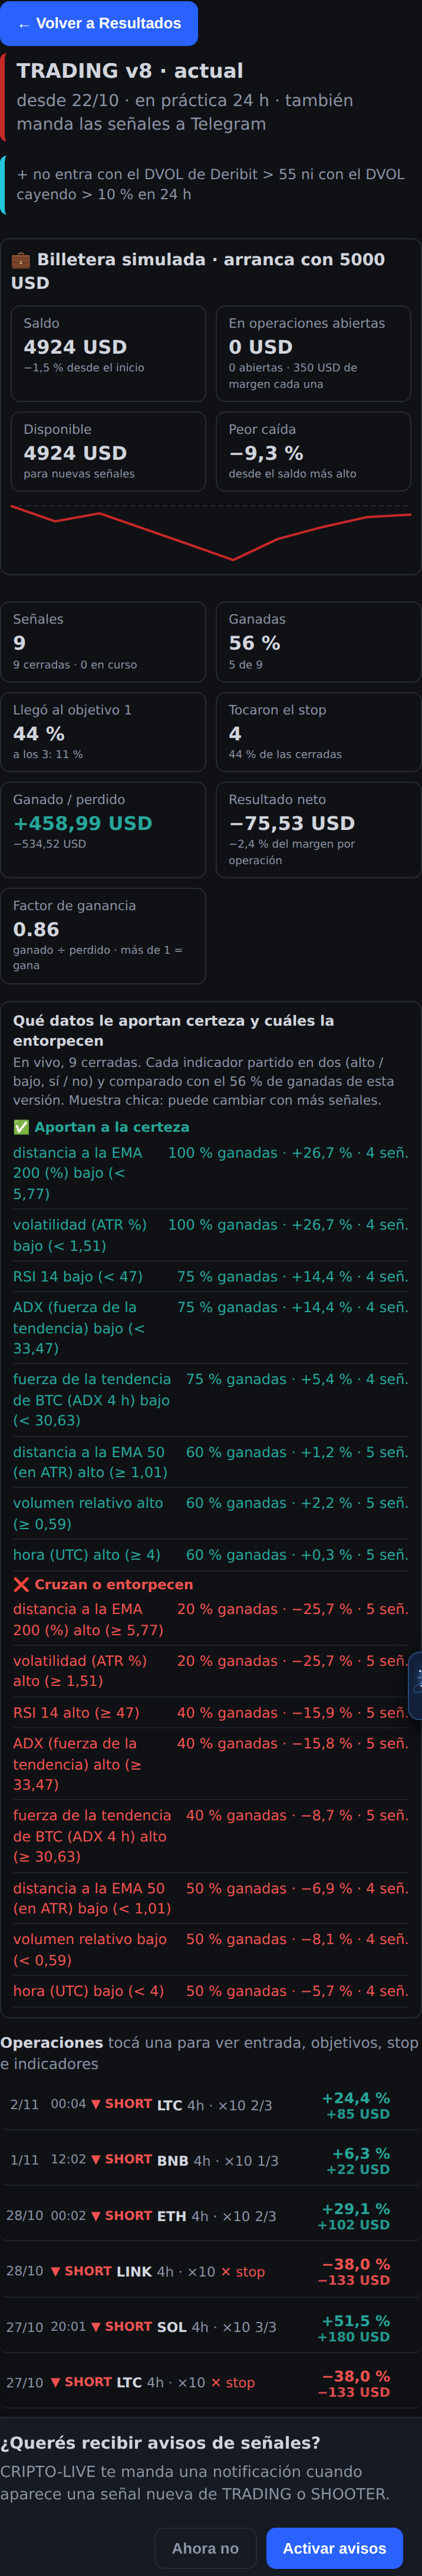 ← Volver a Resultados
TRADING v8 · actual
desde 22/10 · en práctica 24 h · también
manda las señales a Telegram
+ no entra con el DVOL de Deribit > 55 ni con el DVOL
cayendo > 10 % en 24 h
💼 Billetera simulada · arranca con 5000
USD
Saldo
4924 USD
−1,5 % desde el inicio
En operaciones abiertas
0 USD
0 abiertas · 350 USD de
margen cada una
Disponible
4924 USD
para nuevas señales
Peor caída
−9,3 %
desde el saldo más alto
Señales
9
9 cerradas · 0 en curso
Ganadas
56 %
5 de 9
Llegó al objetivo 1
44 %
a los 3: 11 %
Tocaron el stop
4
44 % de las cerradas
Ganado / perdido
+458,99 USD
−534,52 USD
Resultado neto
−75,53 USD
−2,4 % del margen por
operación
Factor de ganancia
0.86
ganado ÷ perdido · más de 1 =
gana
Qué datos le aportan certeza y cuáles la
entorpecen
En vivo, 9 cerradas. Cada indicador partido en dos (alto /
bajo, sí / no) y comparado con el 56 % de ganadas de esta
versión. Muestra chica: puede cambiar con más señales.
✅ Aportan a la certeza
distancia a la EMA 100 % ganadas · +26,7 % · 4 señ.
200 (%) bajo (<
5,77)
volatilidad (ATR %) 100 % ganadas · +26,7 % · 4 señ.
bajo (< 1,51)
RSI 14 bajo (< 47) 75 % ganadas · +14,4 % · 4 señ.
ADX (fuerza de la 75 % ganadas · +14,4 % · 4 señ.
tendencia) bajo (<
33,47)
fuerza de la tendencia 75 % ganadas · +5,4 % · 4 señ.
de BTC (ADX 4 h) bajo
(< 30,63)
distancia a la EMA 50 60 % ganadas · +1,2 % · 5 señ.
(en ATR) alto (≥ 1,01)
volumen relativo alto 60 % ganadas · +2,2 % · 5 señ.
(≥ 0,59)
hora (UTC) alto (≥ 4) 60 % ganadas · +0,3 % · 5 señ.
❌ Cruzan o entorpecen
distancia a la EMA 20 % ganadas · −25,7 % · 5 señ.
200 (%) alto (≥ 5,77)
volatilidad (ATR %) 20 % ganadas · −25,7 % · 5 señ.
alto (≥ 1,51)
RSI 14 alto (≥ 47) 40 % ganadas · −15,9 % · 5 señ.
ADX (fuerza de la 40 % ganadas · −15,8 % · 5 señ.
tendencia) alto (≥
33,47)
fuerza de la tendencia 40 % ganadas · −8,7 % · 5 señ.
de BTC (ADX 4 h) alto
(≥ 30,63)
distancia a la EMA 50 50 % ganadas · −6,9 % · 4 señ.
(en ATR) bajo (< 1,01)
volumen relativo bajo 50 % ganadas · −8,1 % · 4 señ.
(< 0,59)
hora (UTC) bajo (< 4) 50 % ganadas · −5,7 % · 4 señ.
Operaciones tocá una para ver entrada, objetivos, stop
e indicadores
2/11 00:04 ▼ SHORT LTC 4h · ×10 2/3 +24,4 %
+85 USD
1/11 12:02 ▼ SHORT BNB 4h · ×10 1/3 +6,3 %
+22 USD
28/10 00:02 ▼ SHORT ETH 4h · ×10 2/3 +29,1 %
+102 USD
28/10 ▼ SHORT LINK 4h · ×10 ✕ stop −38,0 %
−133 USD
27/10 20:01 ▼ SHORT SOL 4h · ×10 3/3 +51,5 %
+180 USD
27/10 ▼ SHORT LTC 4h · ×10 ✕ stop −38,0 %
−133 USD
¿Querés recibir avisos de señales?
CRIPTO-LIVE te manda una notificación cuando
aparece una señal nueva de TRADING o SHOOTER.
Ahora no
Activar avisos